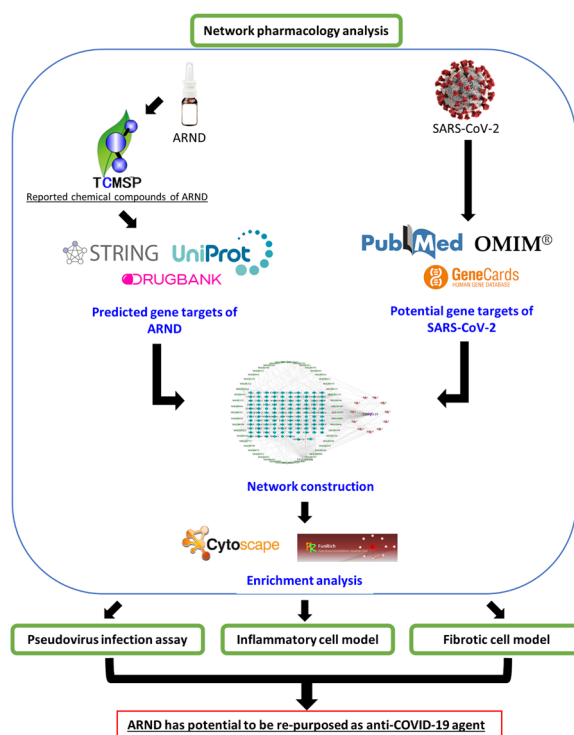 Network pharmacology analysis
ARND
SARS-CoV-2
TCMSP
Reported chemical compounds of ARND
STRING
UniProt
DRUGBANK
PubMed
OMIM®
GeneCards
HUMAN GENE DATABASE
Predicted gene targets of
ARND
Potential gene targets of
SARS-CoV-2
Network construction
Cytoscape
FunRich
Enrichment analysis
Pseudovirus infection assay
Inflammatory cell model
Fibrotic cell model
ARND has potential to be re-purposed as anti-COVID-19 agent